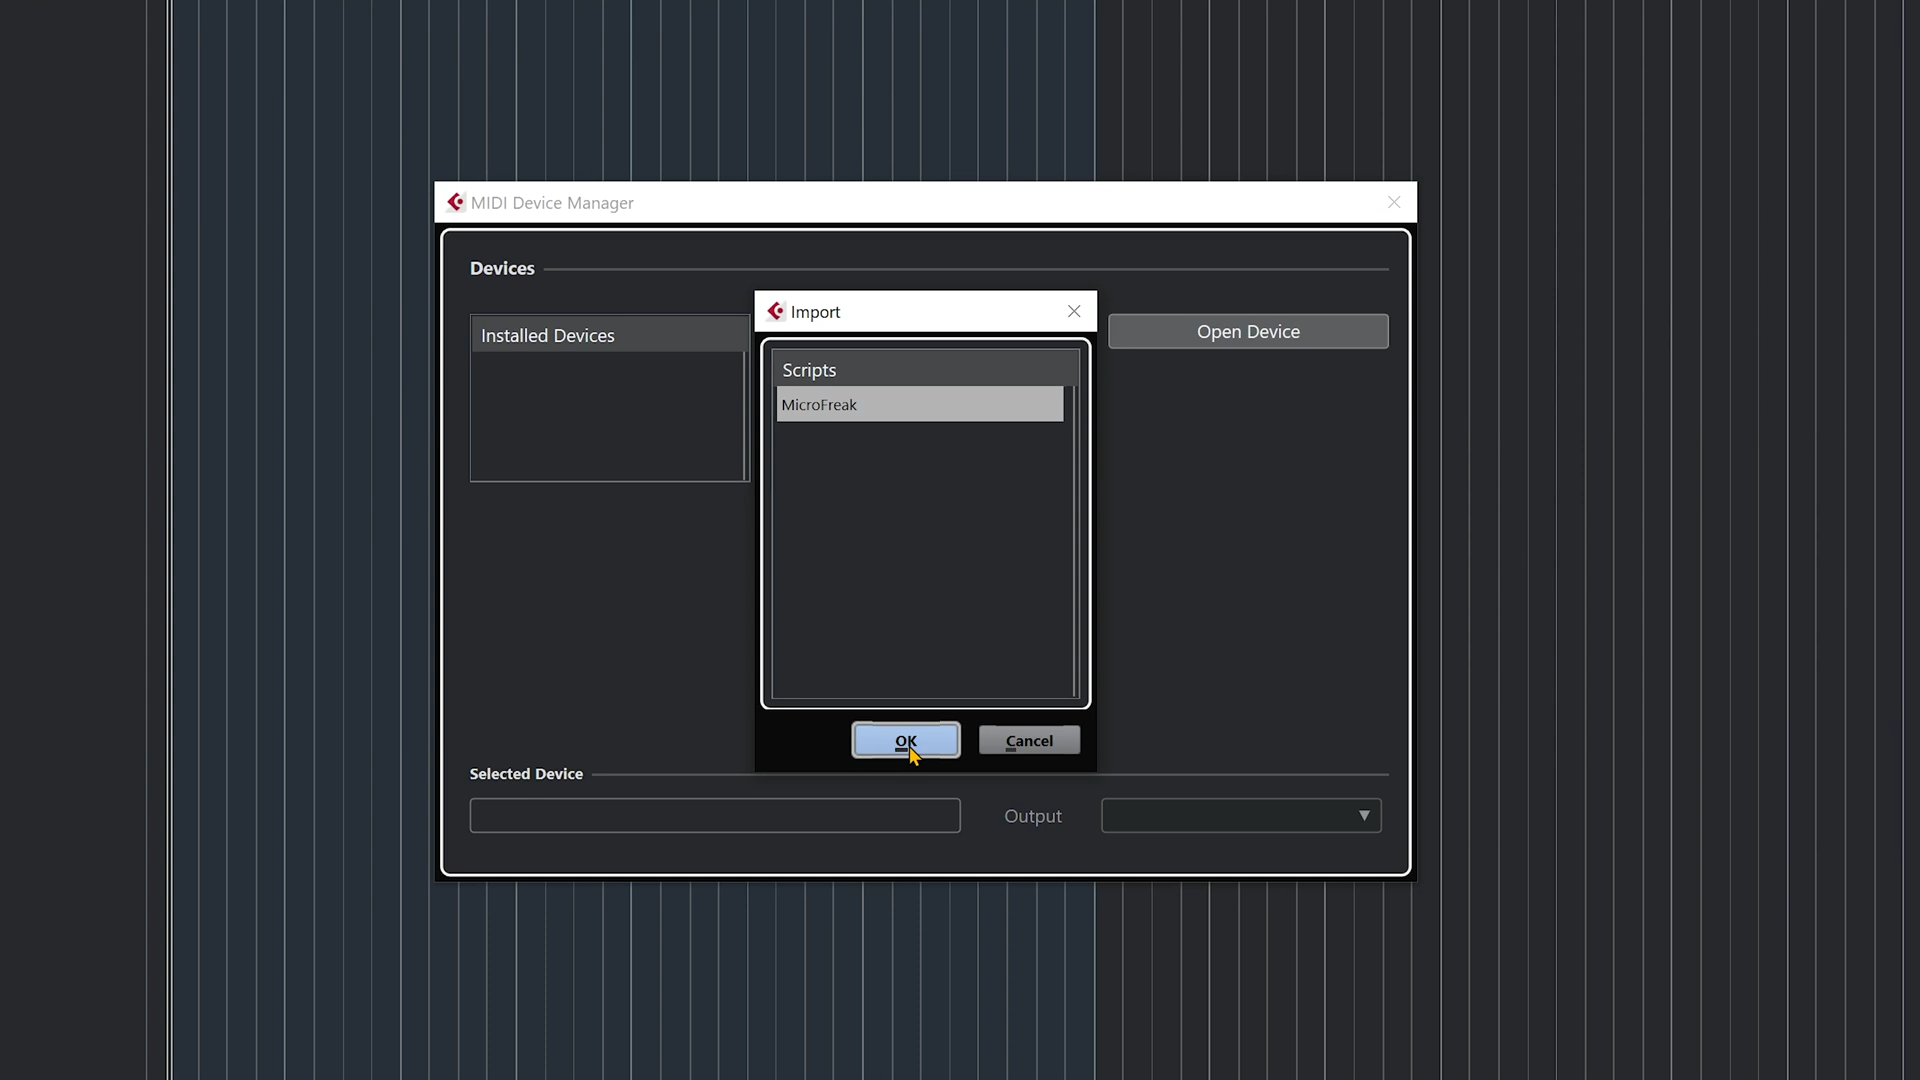 MIDI Device Manager
Devices
Installed Devices
Open Device
Import
Scripts
MicroFreak
OK
Cancel
Selected Device
Output